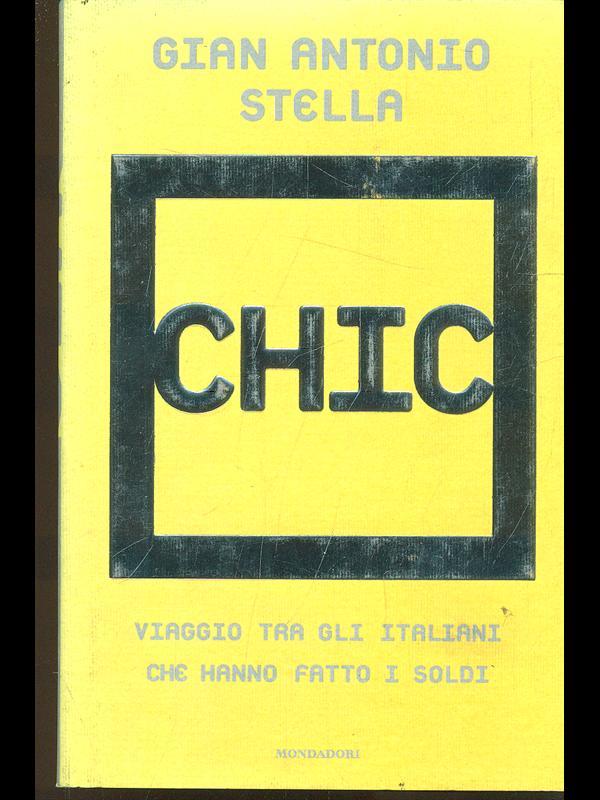 GIAN ANTONIO
STELLA
CHIC
VIAGGIO TRA GLI ITALIANI
CHE HANNO FATTO I SOLDI
MONDADORI